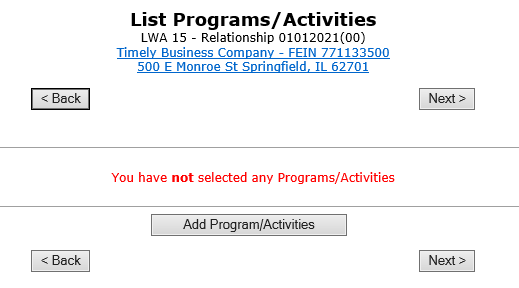 List Programs/Activities
LWA 15 - Relationship 01012021(00)
Timely Business Company - FEIN 771133500
500 E Monroe St Springfield, IL 62701
< Back
Next >
You have not selected any Programs/Activities
Add Program/Activities
< Back
Next >